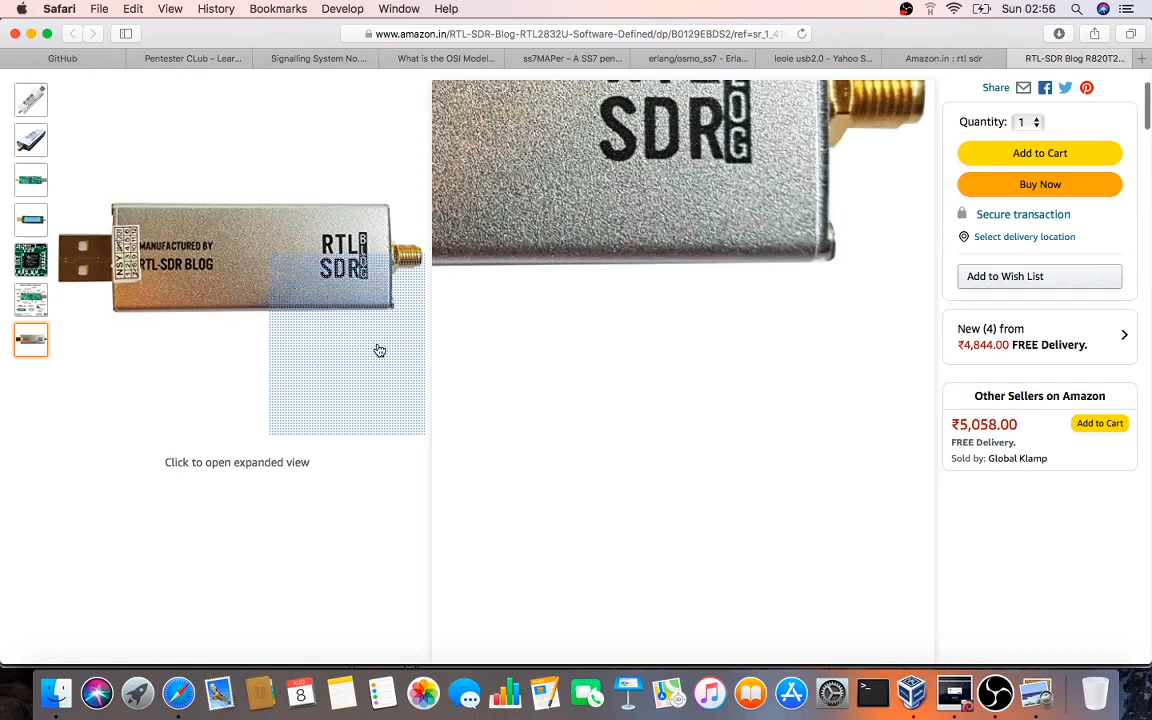 Safari File Edit View History Bookmarks Develop Window Help Sun 02:56
www.amazon.in/RTL-SDR-Blog-RTL2832U-Software-Defined/dp/B0129EBDS2/ref=sr_1_4?
GitHub Pentester CLub – Lear... Signalling System No.... What is the OSI Model... ss7MAPer – A SS7 pen... erlang/osmo_ss7 – Erla... leole usb2.0 - Yahoo S... Amazon.in : rtl sdr RTL-SDR Blog R820T2...
Share
Quantity: 1
Add to Cart
Buy Now
Secure transaction
Select delivery location
Add to Wish List
New (4) from
₹4,844.00 FREE Delivery.
Other Sellers on Amazon
₹5,058.00 Add to Cart
FREE Delivery.
Sold by: Global Klamp
MANUFACTURED BY
RTL-SDR BLOG
RTL
SDR
BLOG
SDR
Click to open expanded view
AUG
8